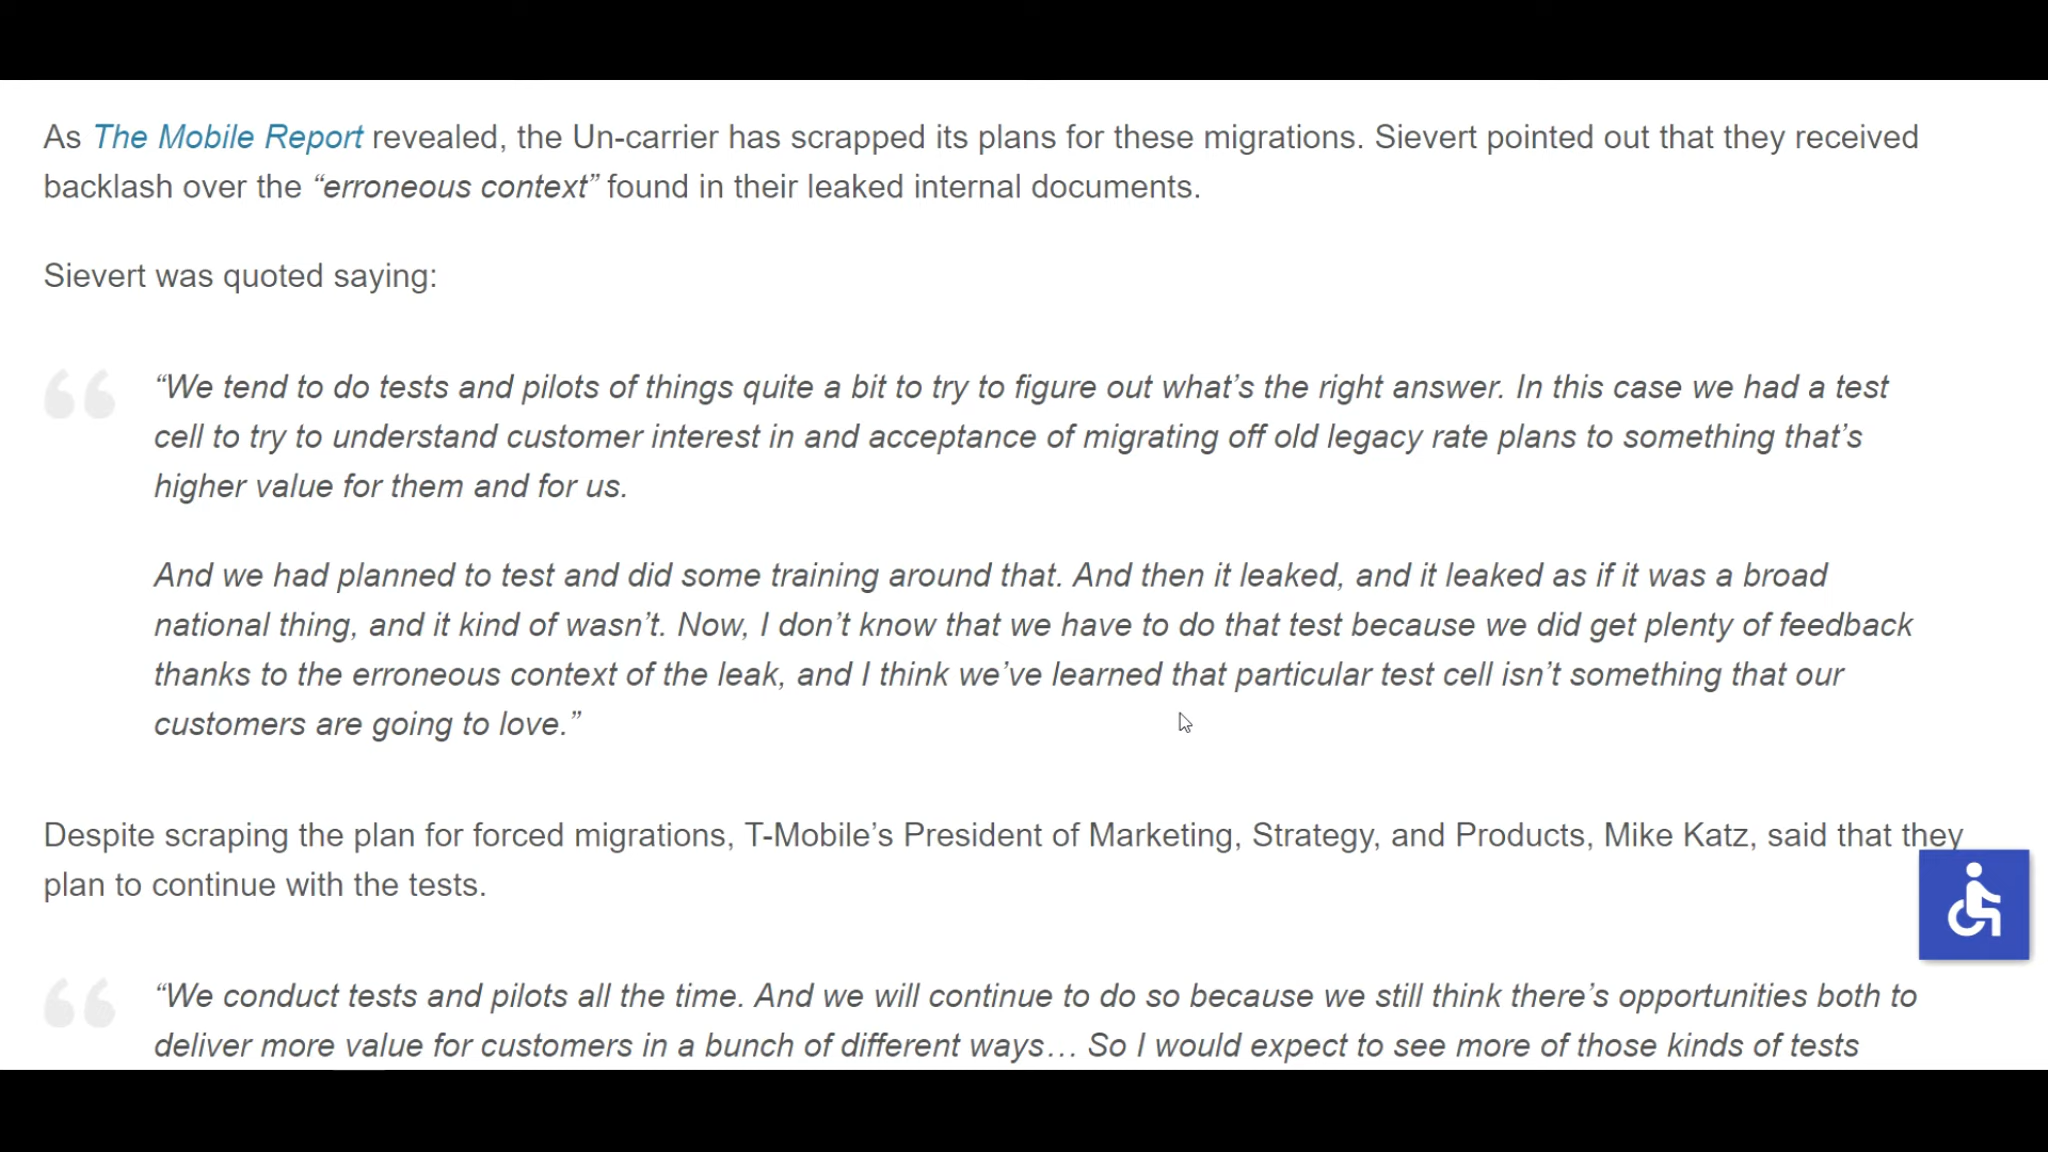 As The Mobile Report revealed, the Un-carrier has scrapped its plans for these migrations. Sievert pointed out that they received
backlash over the “erroneous context” found in their leaked internal documents.
Sievert was quoted saying:
“We tend to do tests and pilots of things quite a bit to try to figure out what’s the right answer. In this case we had a test
cell to try to understand customer interest in and acceptance of migrating off old legacy rate plans to something that’s
higher value for them and for us.
And we had planned to test and did some training around that. And then it leaked, and it leaked as if it was a broad
national thing, and it kind of wasn’t. Now, I don’t know that we have to do that test because we did get plenty of feedback
thanks to the erroneous context of the leak, and I think we’ve learned that particular test cell isn’t something that our
customers are going to love.”
Despite scraping the plan for forced migrations, T-Mobile’s President of Marketing, Strategy, and Products, Mike Katz, said that they
plan to continue with the tests.
“We conduct tests and pilots all the time. And we will continue to do so because we still think there’s opportunities both to
deliver more value for customers in a bunch of different ways… So I would expect to see more of those kinds of tests